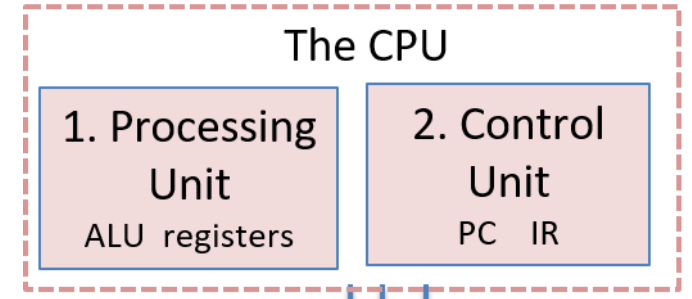 The CPU
1. Processing
Unit
ALU registers
2. Control
Unit
PC IR